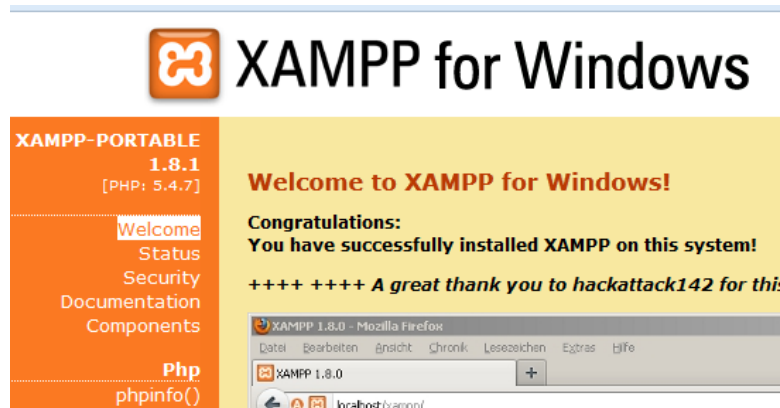 XAMPP for Windows
XAMPP-PORTABLE
1.8.1
[PHP: 5.4.7]
Welcome
Status
Security
Documentation
Components
Php
phpinfo()
Welcome to XAMPP for Windows!
Congratulations:
You have successfully installed XAMPP on this system!
++++ ++++ A great thank you to hackattack142 for this
XAMPP 1.8.0 - Mozilla Firefox
Datei Bearbeiten Ansicht Chronik Lesezeichen Extras Hilfe
XAMPP 1.8.0 +
localhost/xampp/